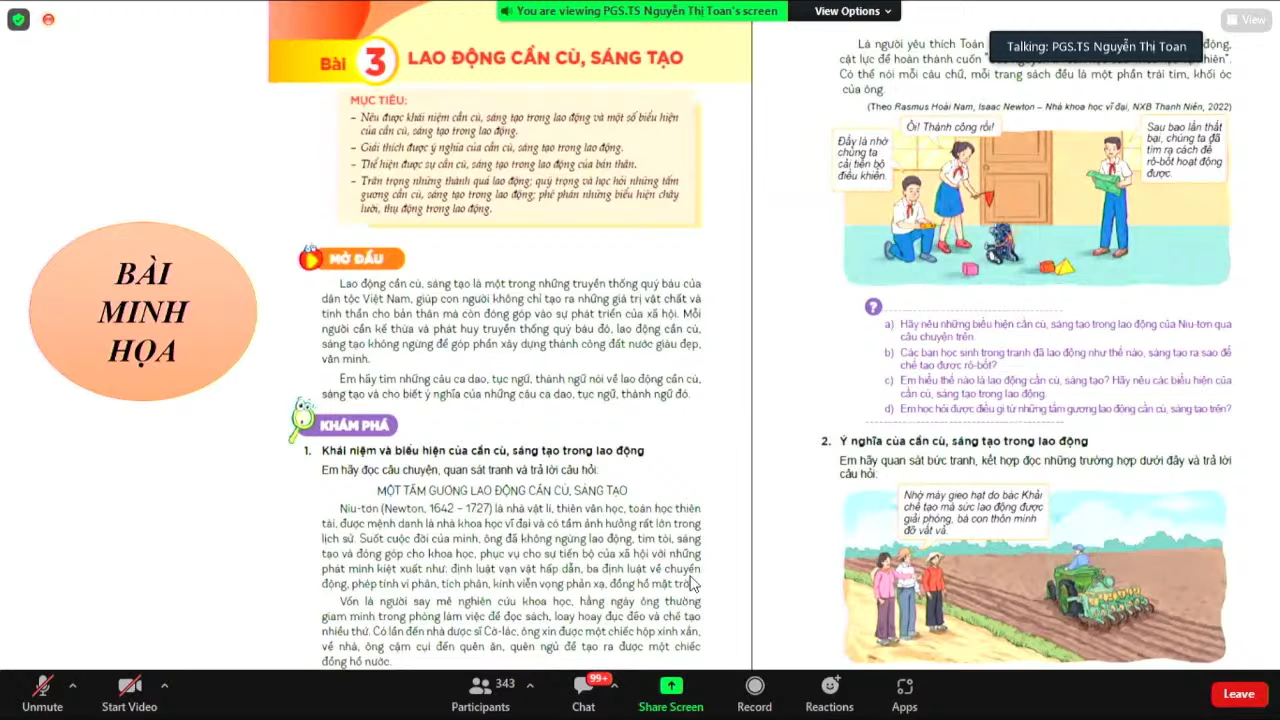 You are viewing PGS.TS Nguyễn Thị Toan's screen
View Options
View
Talking: PGS.TS Nguyễn Thị Toan
BÀI
MINH
HỌA
Bài 3 LAO ĐỘNG CẦN CÙ, SÁNG TẠO
MỤC TIÊU:
– Nêu được khái niệm cần cù, sáng tạo trong lao động và một số biểu hiện
của cần cù, sáng tạo trong lao động.
– Giải thích được ý nghĩa của cần cù, sáng tạo trong lao động.
– Thể hiện được sự cần cù, sáng tạo trong lao động của bản thân.
– Trân trọng những thành quả lao động; quý trọng và học hỏi những tấm
gương cần cù, sáng tạo trong lao động; phê phán những biểu hiện chây
lười, thụ động trong lao động.
MỞ ĐẦU
Lao động cần cù, sáng tạo là một trong những truyền thống quý báu của
dân tộc Việt Nam, giúp con người không chỉ tạo ra những giá trị vật chất và
tinh thần cho bản thân mà còn đóng góp vào sự phát triển của xã hội. Mỗi
người cần kế thừa và phát huy truyền thống quý báu đó, lao động cần cù,
sáng tạo không ngừng để góp phần xây dựng thành công đất nước giàu đẹp,
văn minh.
Em hãy tìm những câu ca dao, tục ngữ, thành ngữ nói về lao động cần cù,
sáng tạo và cho biết ý nghĩa của những câu ca dao, tục ngữ, thành ngữ đó.
KHÁM PHÁ
1. Khái niệm và biểu hiện của cần cù, sáng tạo trong lao động
Em hãy đọc câu chuyện, quan sát tranh và trả lời câu hỏi:
MỘT TẤM GƯƠNG LAO ĐỘNG CẦN CÙ, SÁNG TẠO
Niu-tơn (Newton, 1642 – 1727) là nhà vật lí, thiên văn học, toán học thiên
tài, được mệnh danh là nhà khoa học vĩ đại và có tầm ảnh hưởng rất lớn trong
lịch sử. Suốt cuộc đời của mình, ông đã không ngừng lao động, tìm tòi, sáng
tạo và đóng góp cho khoa học, phục vụ cho sự tiến bộ của xã hội với những
phát minh kiệt xuất như: định luật vạn vật hấp dẫn, ba định luật về chuyển
động, phép tính vi phân, tích phân, kính viễn vọng phản xạ, đồng hồ mặt trời,
Vốn là người say mê nghiên cứu khoa học, hằng ngày ông thường
giam mình trong phòng làm việc để đọc sách, loay hoay đục đẽo và chế tạo
nhiều thứ. Có lần đến nhà dược sĩ Cờ-lác, ông xin được một chiếc hộp xinh xắn,
về nhà, ông cặm cụi đến quên ăn, quên ngủ để tạo ra được một chiếc
đồng hồ nước.
Là người yêu thích Toán động,
cật lực để hoàn thành cuốn
Có thể nói mỗi câu chữ, mỗi trang sách đều là một phần trái tim, khối óc
của ông.
(Theo Rasmus Hoài Nam, Isaac Newton – Nhà khoa học vĩ đại, NXB Thanh Niên, 2022)
Đấy là nhờ
chúng ta
cải tiến bộ
điều khiển.
Ôi! Thành công rồi!
Sau bao lần thất
bại, chúng ta đã
tìm ra cách để
rô-bốt hoạt động
được.
?
a) Hãy nêu những biểu hiện cần cù, sáng tạo trong lao động của Niu-tơn qua
câu chuyện trên.
b) Các bạn học sinh trong tranh đã lao động như thế nào, sáng tạo ra sao để
chế tạo được rô-bốt?
c) Em hiểu thế nào là lao động cần cù, sáng tạo? Hãy nêu các biểu hiện của
cần cù, sáng tạo trong lao động.
d) Em học hỏi được điều gì từ những tấm gương lao động cần cù, sáng tạo trên?
2. Ý nghĩa của cần cù, sáng tạo trong lao động
Em hãy quan sát bức tranh, kết hợp đọc những trường hợp dưới đây và trả lời
câu hỏi:
Nhờ máy gieo hạt do bác Khải
chế tạo mà sức lao động được
giải phóng, bà con thôn mình
đỡ vất vả.
Unmute
Start Video
343
Participants
99+
Chat
Share Screen
Record
Reactions
Apps
Leave